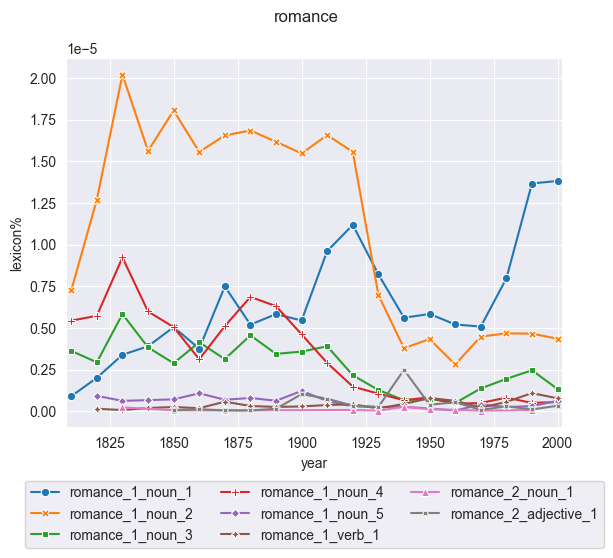 romance
1e−5
2.00
1.75
1.50
1.25
1.00
0.75
0.50
0.25
0.00
lexicon%
1825 1850 1875 1900 1925 1950 1975 2000
year
romance_1_noun_1 romance_1_noun_4 romance_2_noun_1
romance_1_noun_2 romance_1_noun_5 romance_2_adjective_1
romance_1_noun_3 romance_1_verb_1